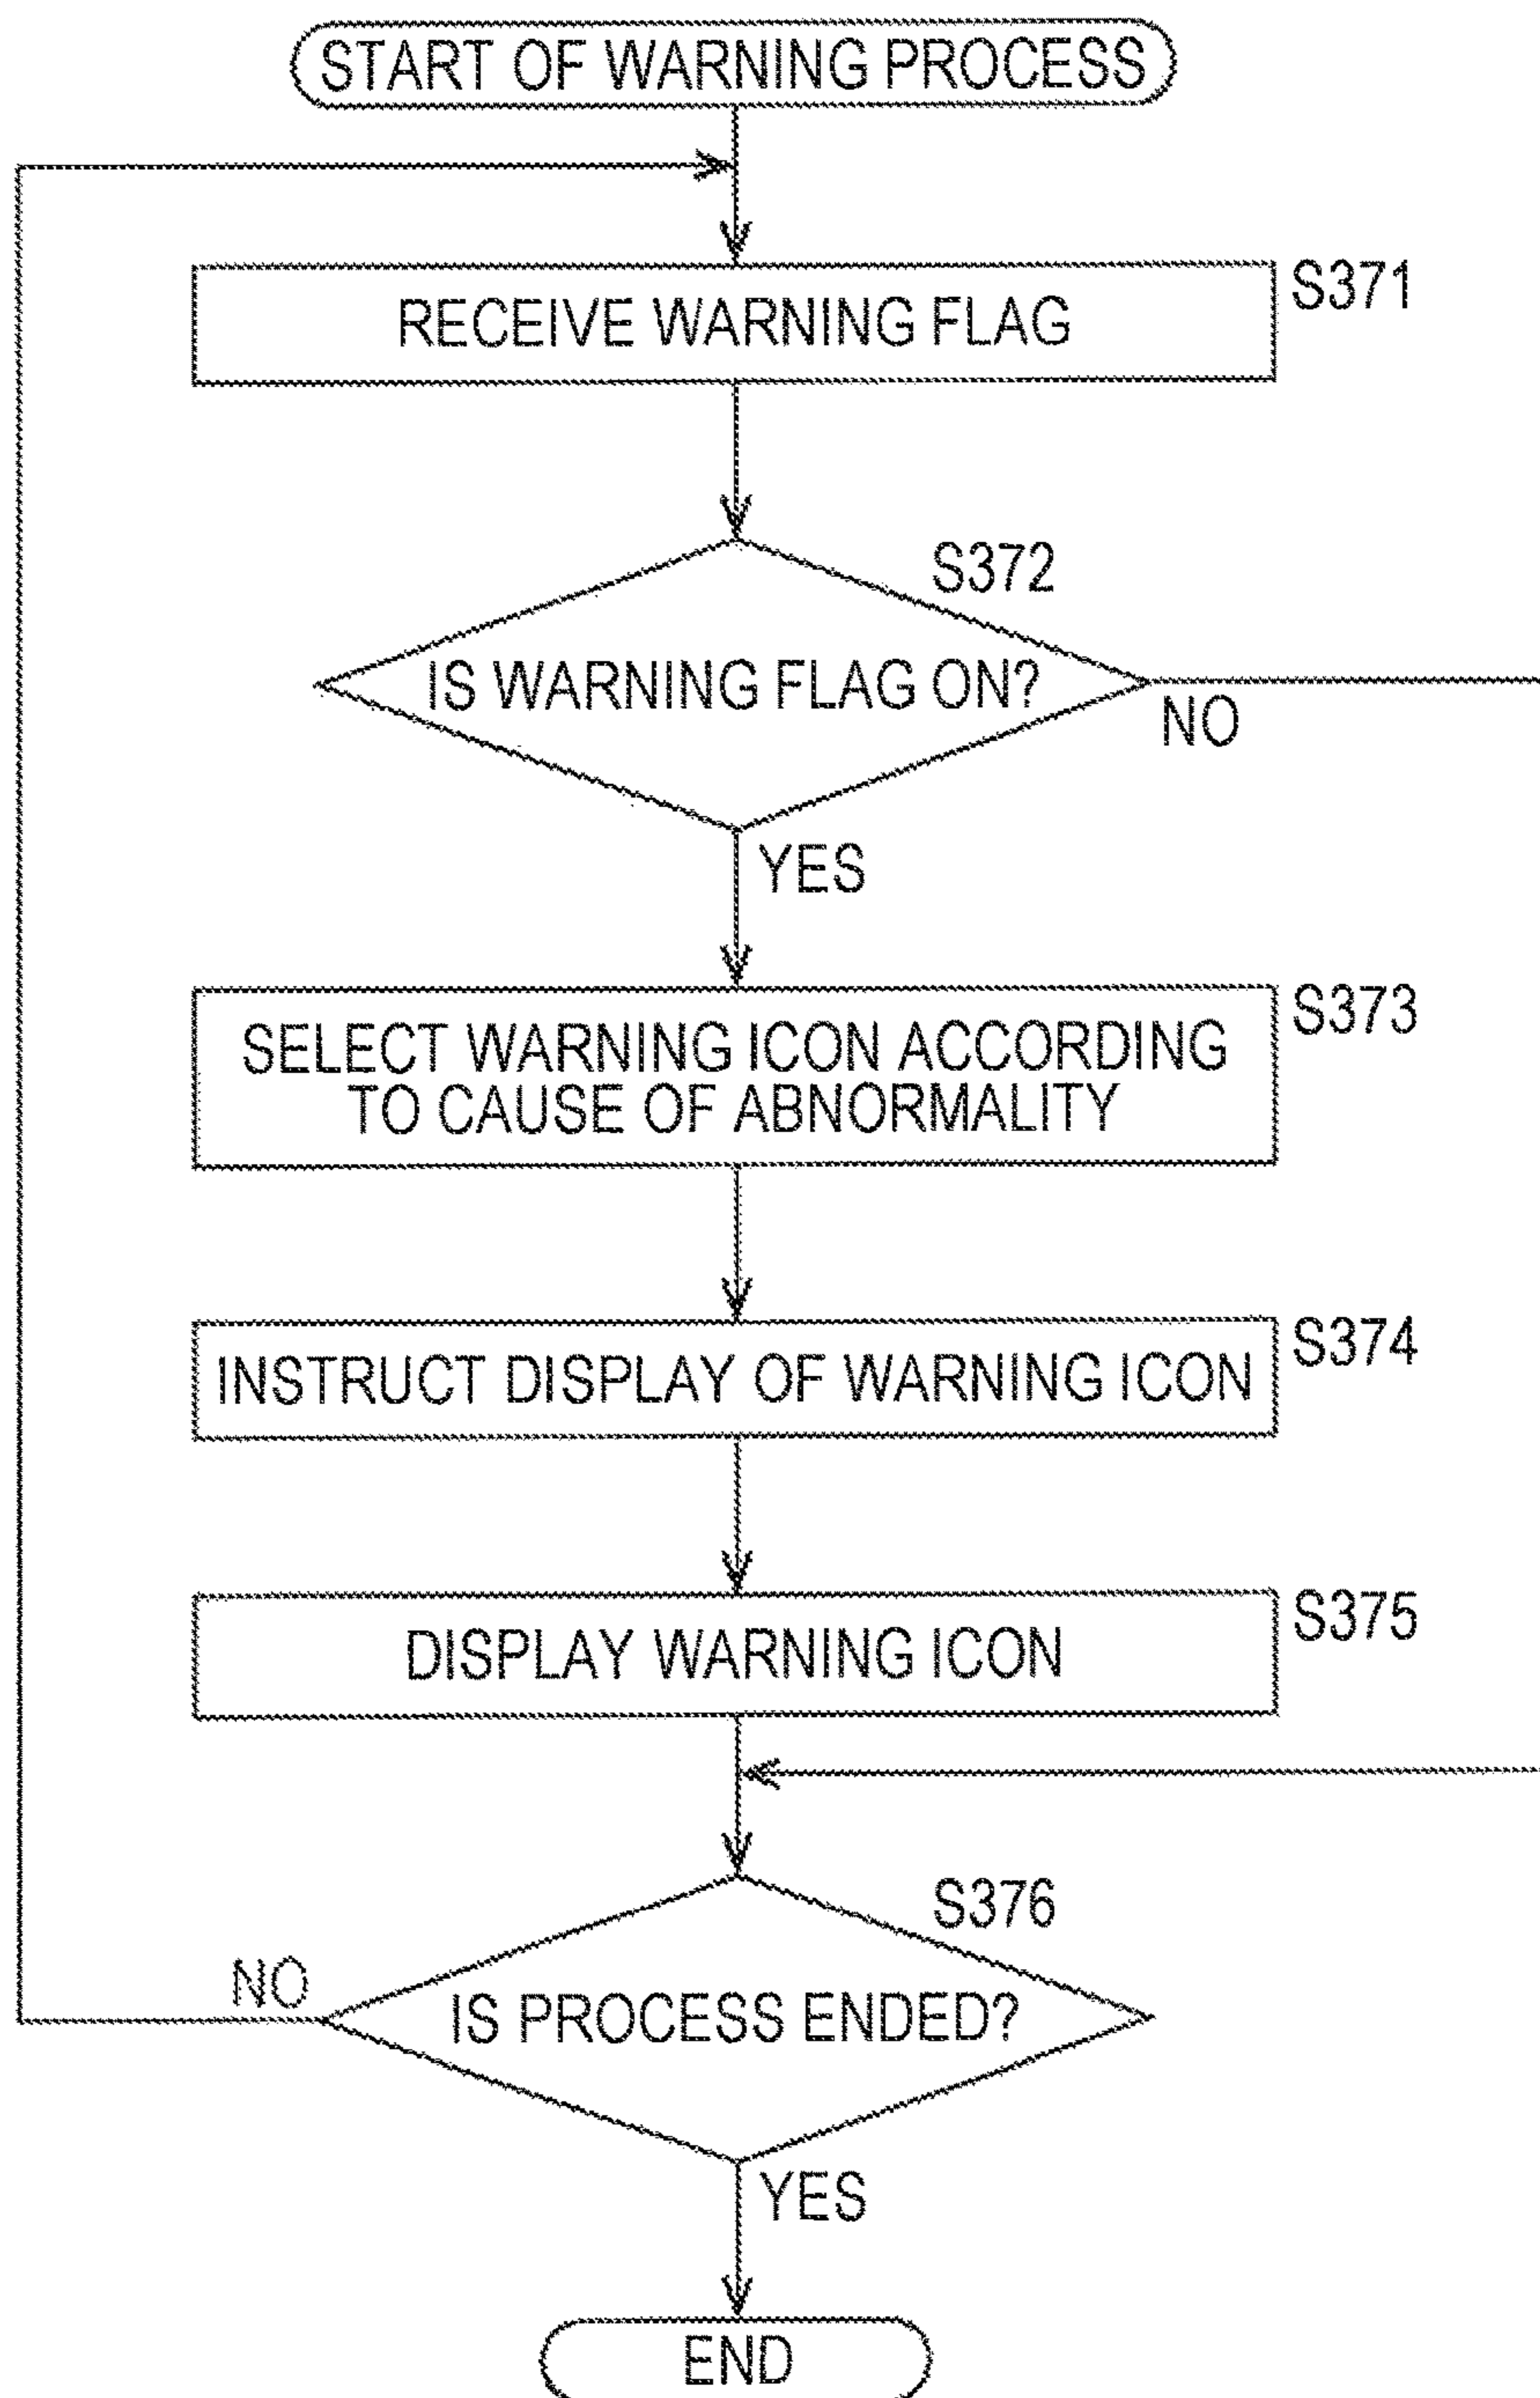 START OF WARNING PROCESS
RECEIVE WARNING FLAG
S371
S372
IS WARNING FLAG ON?
NO
YES
SELECT WARNING ICON ACCORDING
TO CAUSE OF ABNORMALITY
S373
INSTRUCT DISPLAY OF WARNING ICON
S374
DISPLAY WARNING ICON
S375
S376
NO
IS PROCESS ENDED?
YES
END